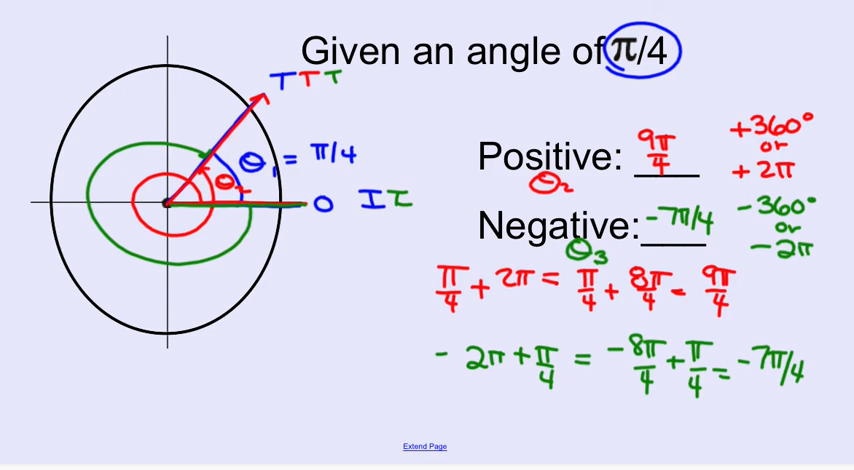 Given an angle of π/4
T T T
θ₁ = π/4
θ₂
0 I I
Positive: 9π/4
θ₂
+360°
or
+2π
Negative: -7π/4
θ₃
-360°
or
-2π
π/4 + 2π = π/4 + 8π/4 = 9π/4
- 2π + π/4 = -8π/4 + π/4 = -7π/4
Extend Page